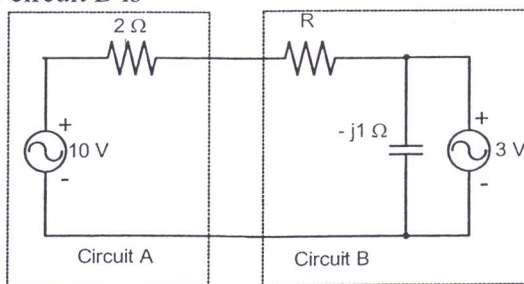 circuit B is
2 Ω
R
+
10 V
-
- j1 Ω
+
3 V
-
Circuit A
Circuit B